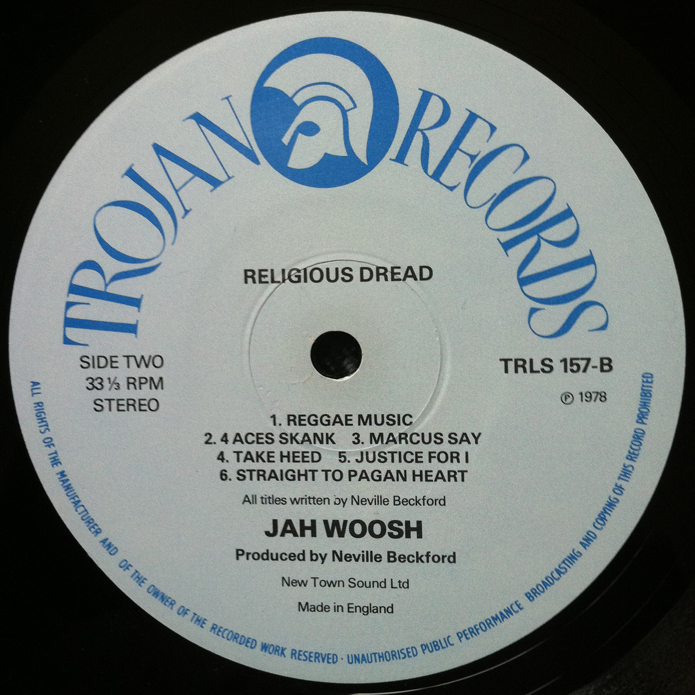 TROJAN RECORDS
RELIGIOUS DREAD
SIDE TWO
33⅓ RPM
STEREO
TRLS 157-B
℗ 1978
1. REGGAE MUSIC
2. 4 ACES SKANK 3. MARCUS SAY
4. TAKE HEED 5. JUSTICE FOR I
6. STRAIGHT TO PAGAN HEART
All titles written by Neville Beckford
JAH WOOSH
Produced by Neville Beckford
New Town Sound Ltd
Made in England
ALL RIGHTS OF THE MANUFACTURER AND OF THE OWNER OF THE RECORDED WORK RESERVED · UNAUTHORISED PUBLIC PERFORMANCE BROADCASTING AND COPYING OF THIS RECORD PROHIBITED